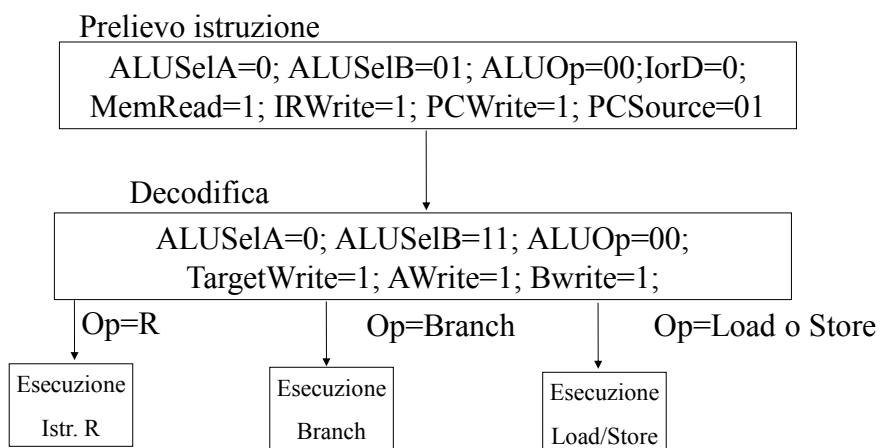 Prelievo istruzione
ALUSelA=0; ALUSelB=01; ALUOp=00;IorD=0;
MemRead=1; IRWrite=1; PCWrite=1; PCSource=01
Decodifica
ALUSelA=0; ALUSelB=11; ALUOp=00;
TargetWrite=1; AWrite=1; Bwrite=1;
Op=R
Op=Branch
Op=Load o Store
Esecuzione
Istr. R
Esecuzione
Branch
Esecuzione
Load/Store